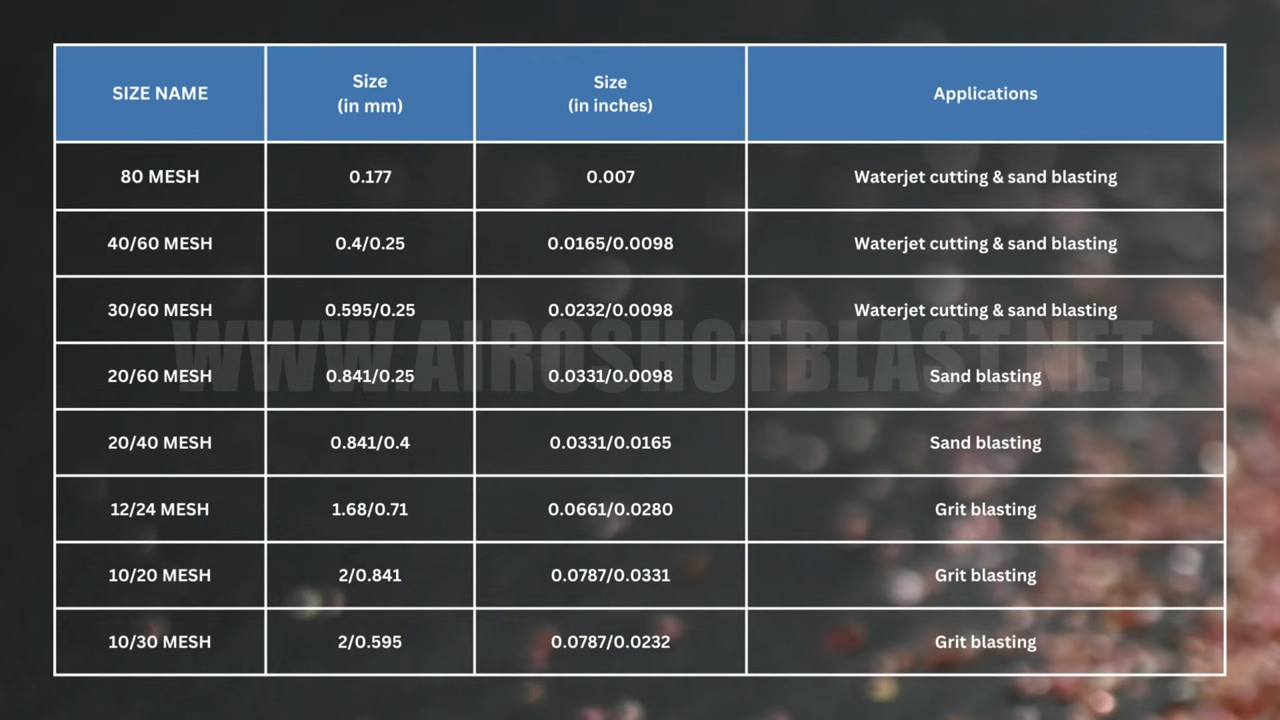 SIZE NAME
Size
(in mm)
Size
(in inches)
Applications
80 MESH
0.177
0.007
Waterjet cutting & sand blasting
40/60 MESH
0.4/0.25
0.0165/0.0098
Waterjet cutting & sand blasting
30/60 MESH
0.595/0.25
0.0232/0.0098
Waterjet cutting & sand blasting
WWW.AIROSHOTBLAST.NET
20/60 MESH
0.841/0.25
0.0331/0.0098
Sand blasting
20/40 MESH
0.841/0.4
0.0331/0.0165
Sand blasting
12/24 MESH
1.68/0.71
0.0661/0.0280
Grit blasting
10/20 MESH
2/0.841
0.0787/0.0331
Grit blasting
10/30 MESH
2/0.595
0.0787/0.0232
Grit blasting